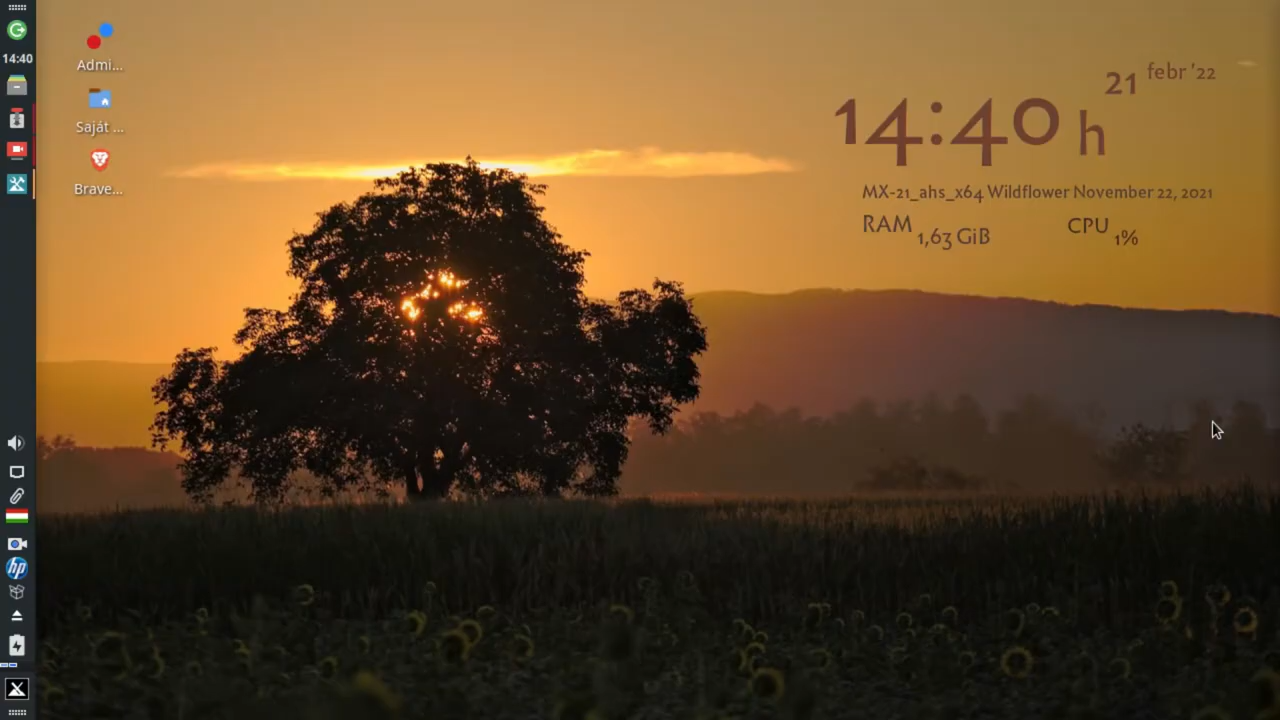 14:40
Admi...
Saját ...
Brave...
21 febr '22
14:40 h
MX-21_ahs_x64 Wildflower November 22, 2021
RAM 1,63 GiB CPU 1%
hp